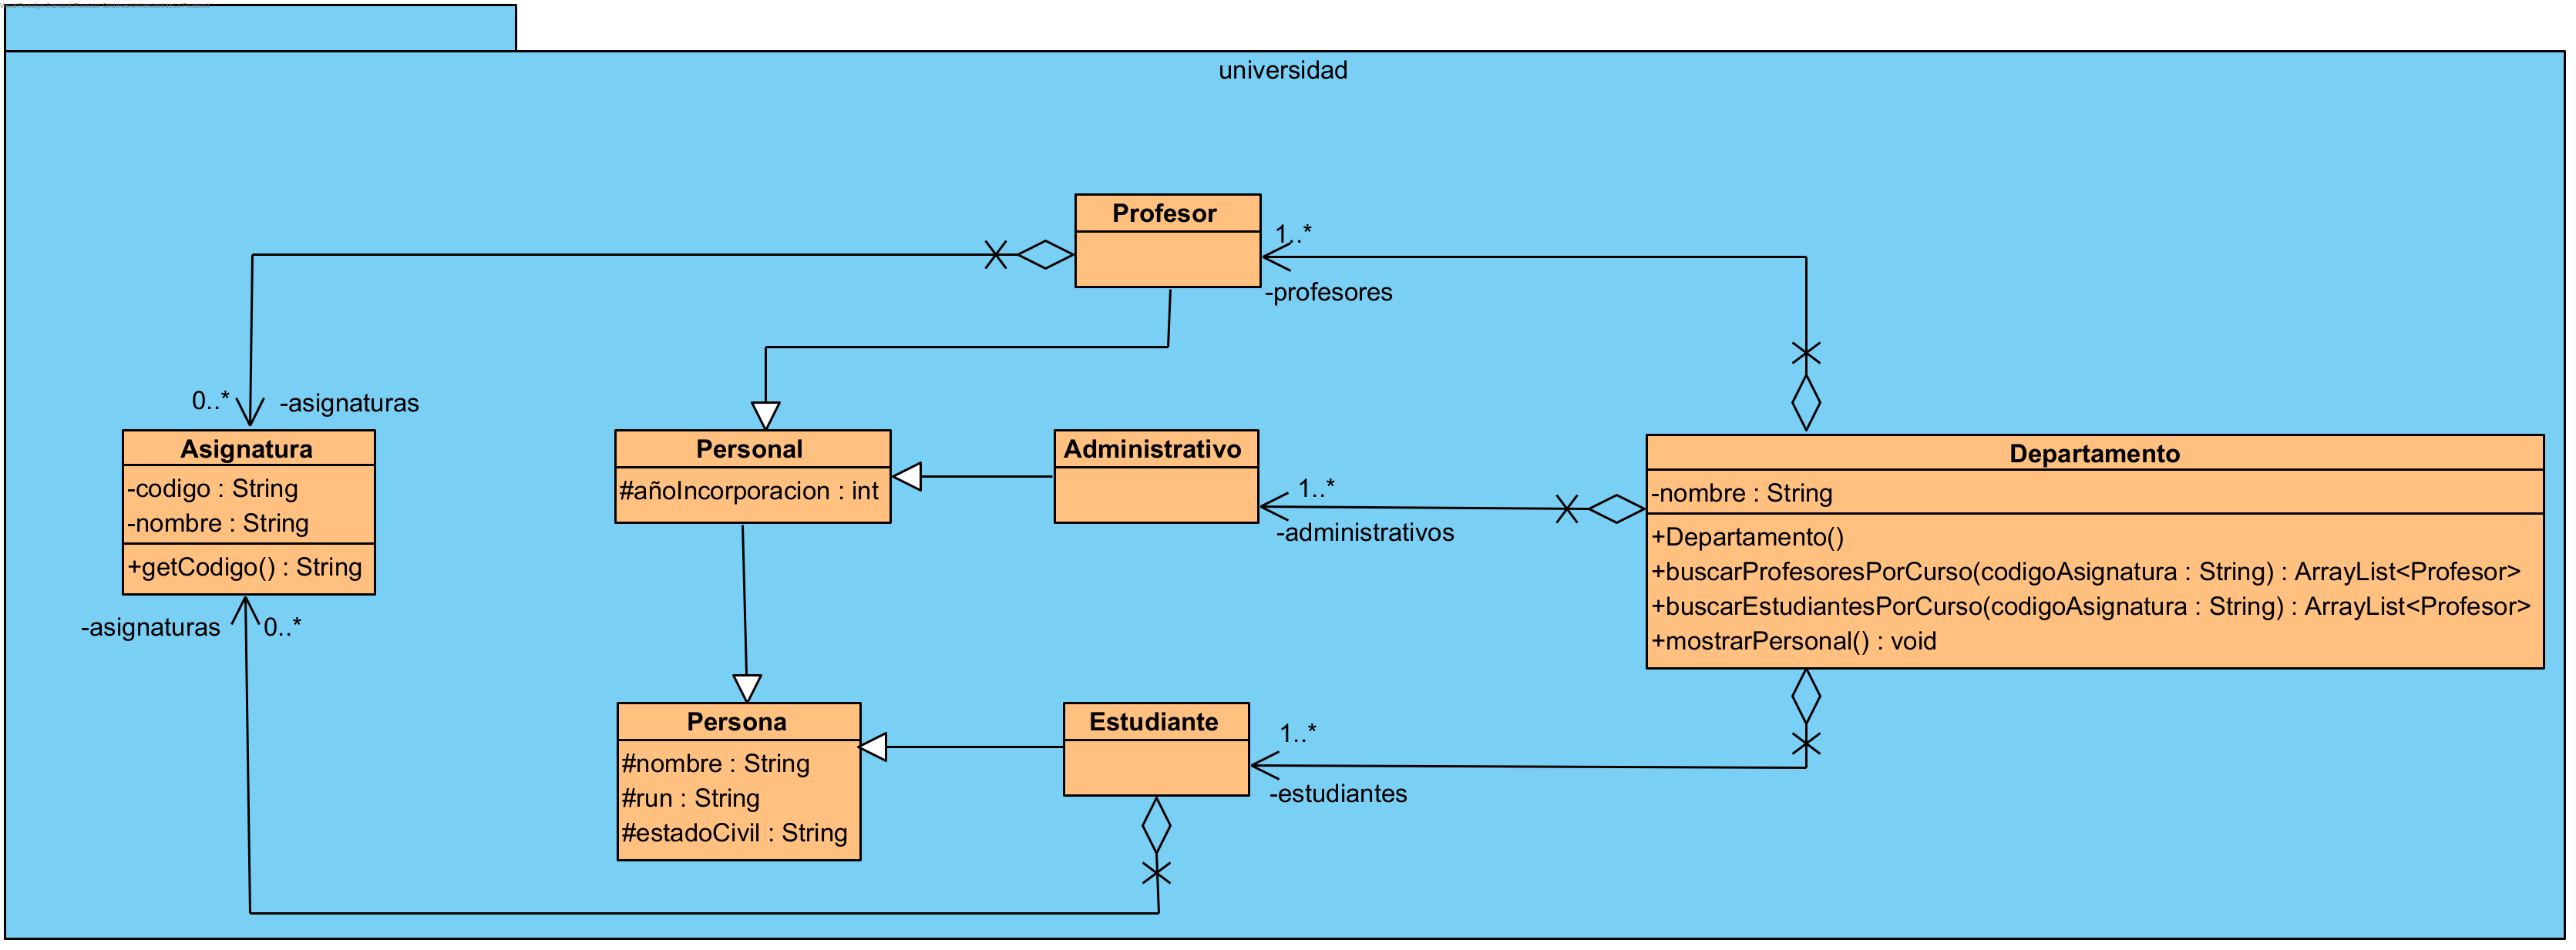 universidad
Profesor
1..*
-profesores
0..*
-asignaturas
Asignatura
-codigo : String
-nombre : String
+getCodigo() : String
-asignaturas
0..*
Personal
#añoIncorporacion : int
Administrativo
1..*
-administrativos
Departamento
-nombre : String
+Departamento()
+buscarProfesoresPorCurso(codigoAsignatura : String) : ArrayList<Profesor>
+buscarEstudiantesPorCurso(codigoAsignatura : String) : ArrayList<Profesor>
+mostrarPersonal() : void
Persona
#nombre : String
#run : String
#estadoCivil : String
Estudiante
1..*
-estudiantes